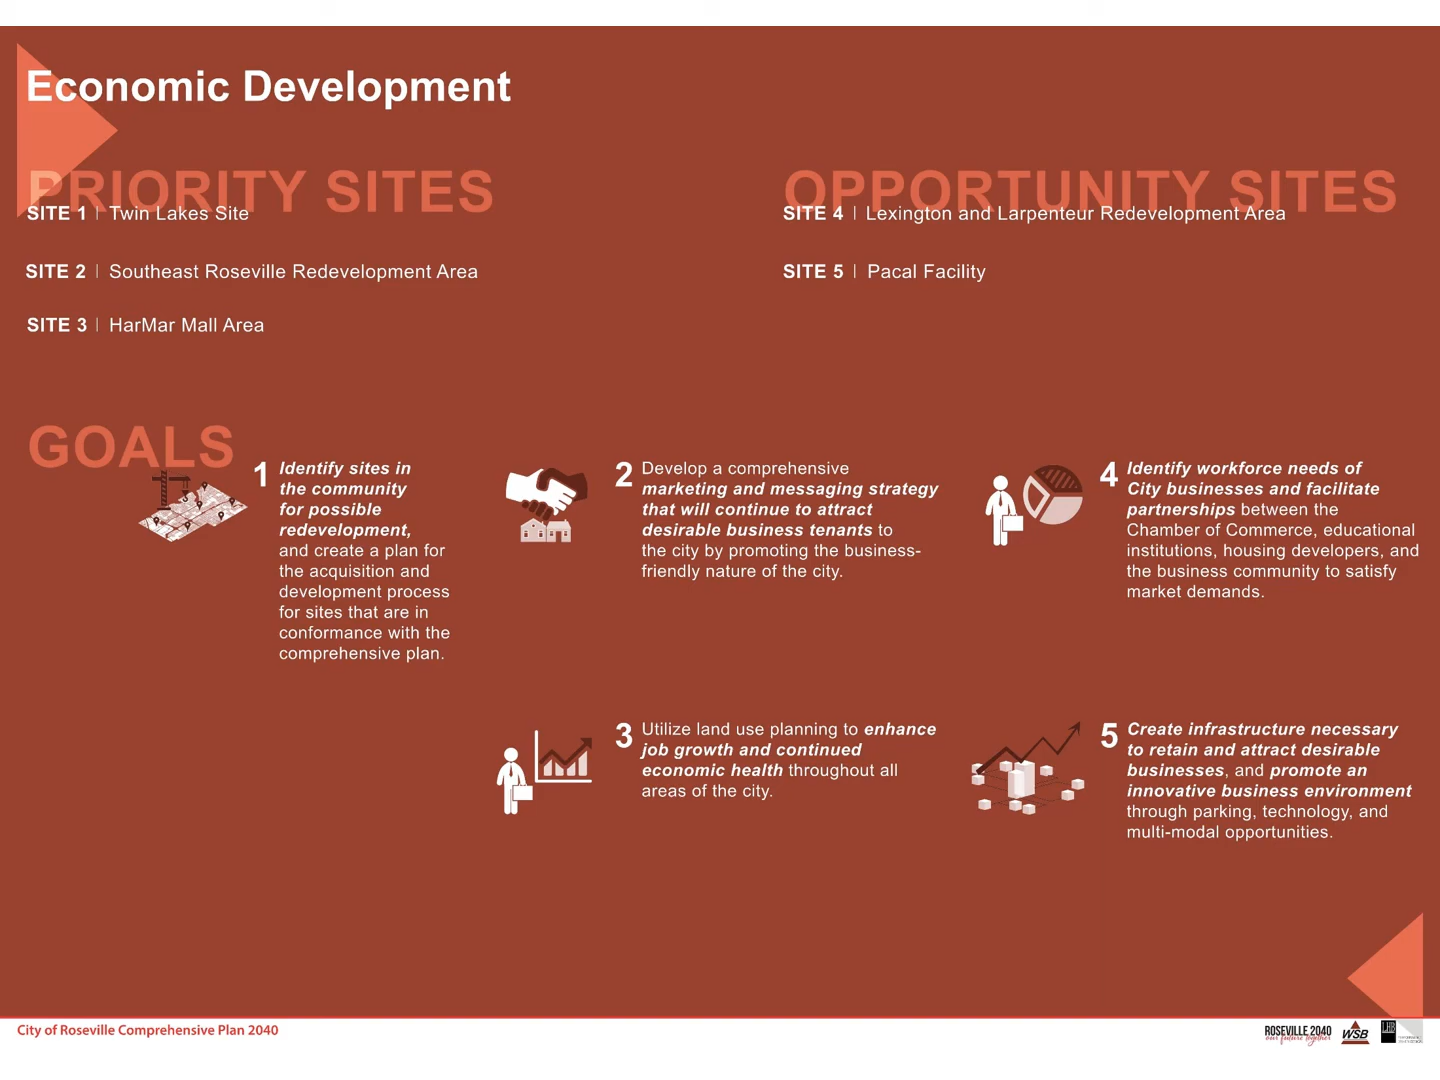 Economic Development
PRIORITY SITES
SITE 1 | Twin Lakes Site
SITE 2 | Southeast Roseville Redevelopment Area
SITE 3 | HarMar Mall Area
OPPORTUNITY SITES
SITE 4 | Lexington and Larpenteur Redevelopment Area
SITE 5 | Pacal Facility
GOALS
1 Identify sites in
the community
for possible
redevelopment,
and create a plan for
the acquisition and
development process
for sites that are in
conformance with the
comprehensive plan.
2 Develop a comprehensive
marketing and messaging strategy
that will continue to attract
desirable business tenants to
the city by promoting the business-
friendly nature of the city.
3 Utilize land use planning to enhance
job growth and continued
economic health throughout all
areas of the city.
4 Identify workforce needs of
City businesses and facilitate
partnerships between the
Chamber of Commerce, educational
institutions, housing developers, and
the business community to satisfy
market demands.
5 Create infrastructure necessary
to retain and attract desirable
businesses, and promote an
innovative business environment
through parking, technology, and
multi-modal opportunities.
City of Roseville Comprehensive Plan 2040
ROSEVILLE 2040
our future together
WSB
LHB